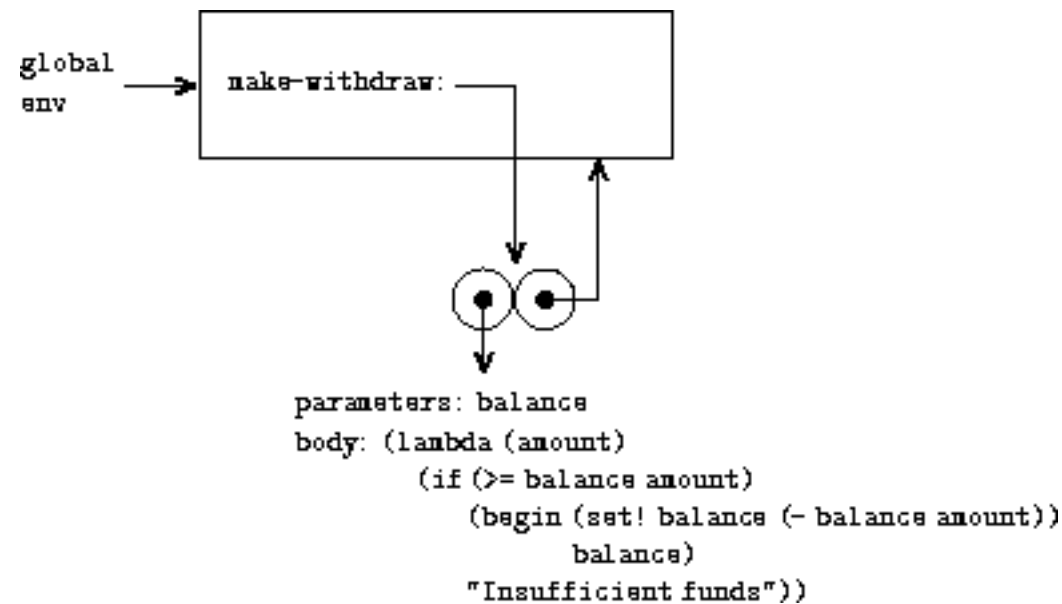 global
env
make-withdraw:
parameters: balance
body: (lambda (amount)
(if (>= balance amount)
(begin (set! balance (- balance amount))
balance)
"Insufficient funds"))